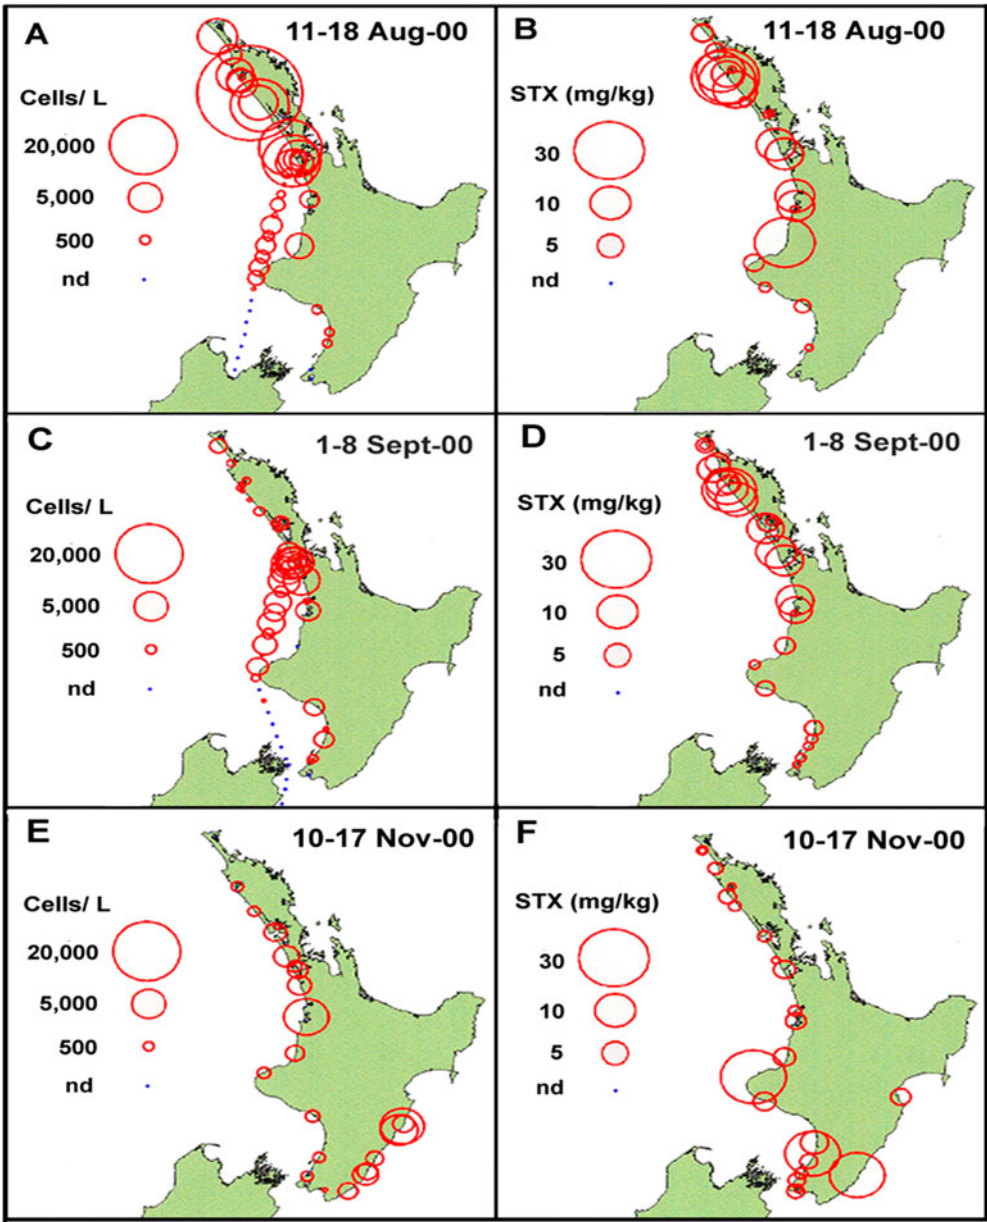 A
11-18 Aug-00
Cells/ L
20,000
5,000
500
nd
B
11-18 Aug-00
STX (mg/kg)
30
10
5
nd
C
1-8 Sept-00
Cells/ L
20,000
5,000
500
nd
D
1-8 Sept-00
STX (mg/kg)
30
10
5
nd
E
10-17 Nov-00
Cells/ L
20,000
5,000
500
nd
F
10-17 Nov-00
STX (mg/kg)
30
10
5
nd